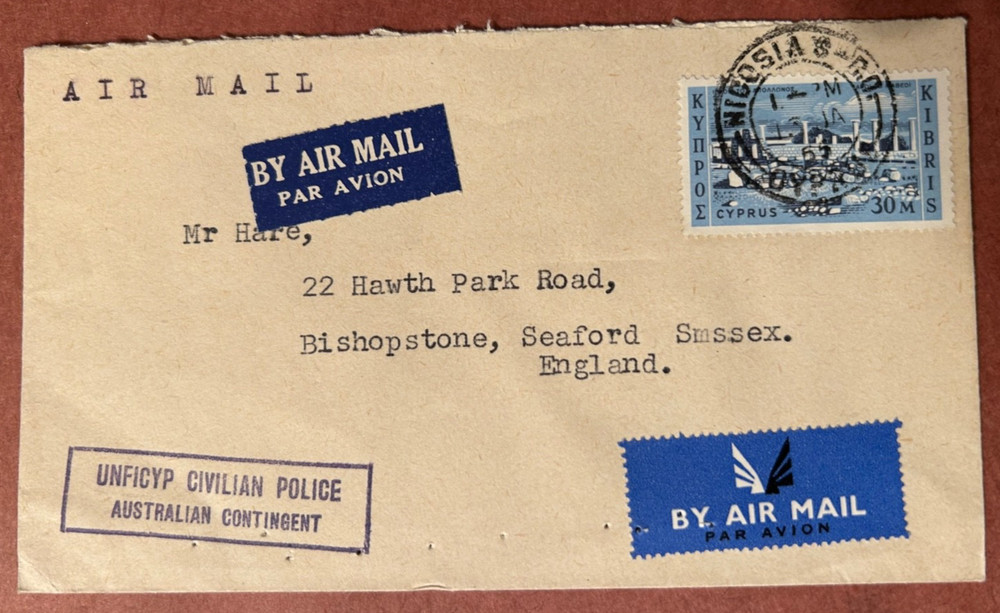 AIR MAIL
BY AIR MAIL
PAR AVION
NICOSIA
ΚΥΠΡΟΣ
CYPRUS
30 M
KIBRIS
Mr Hare,
22 Hawth Park Road,
Bishopstone, Seaford Smssex.
England.
UNFICYP CIVILIAN POLICE
AUSTRALIAN CONTINGENT
BY AIR MAIL
PAR AVION